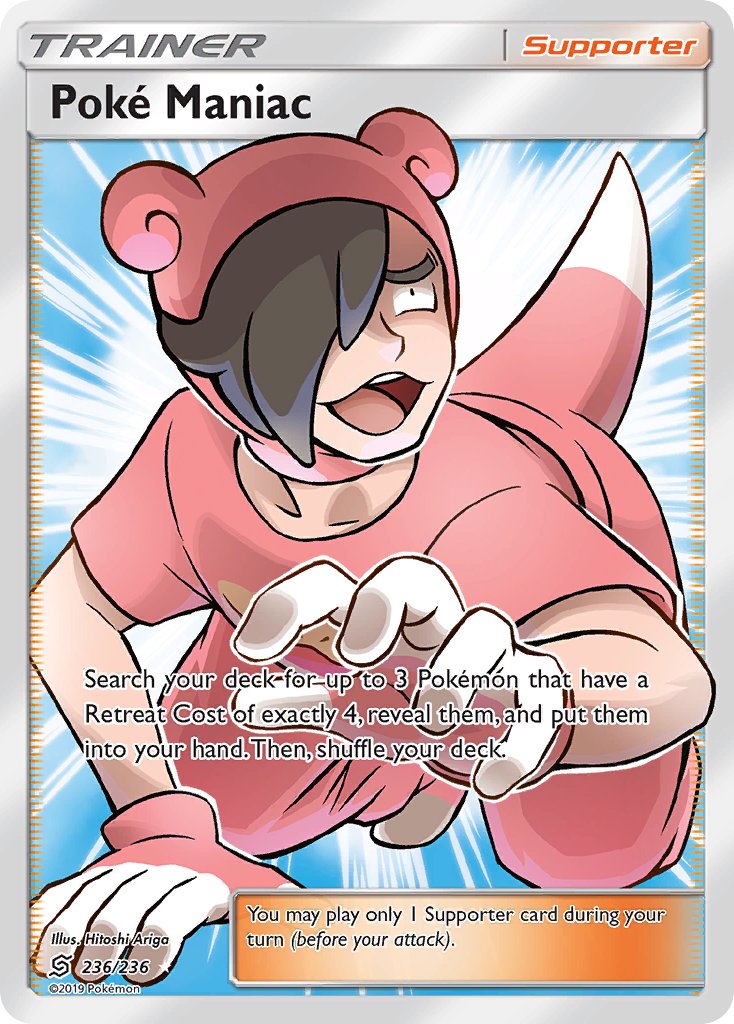 TRAINER
Supporter
Poké Maniac
Search your deck for up to 3 Pokémon that have a
Retreat Cost of exactly 4, reveal them, and put them
into your hand. Then, shuffle your deck.
You may play only 1 Supporter card during your
turn (before your attack).
Illus. Hitoshi Ariga
236/236
©2019 Pokémon